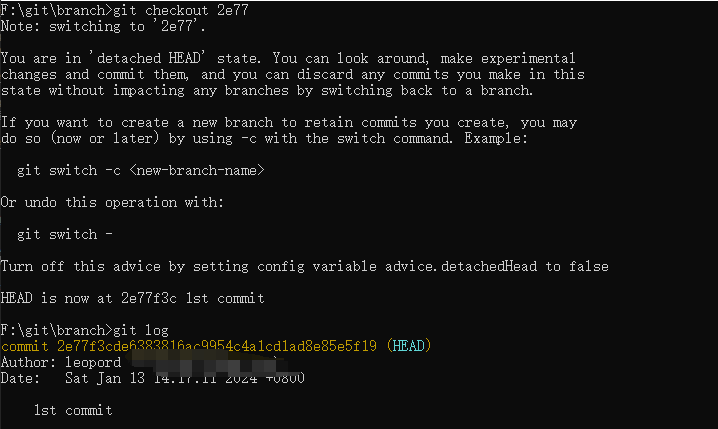 F:\git\branch>git checkout 2e77
Note: switching to '2e77'.
You are in 'detached HEAD' state. You can look around, make experimental
changes and commit them, and you can discard any commits you make in this
state without impacting any branches by switching back to a branch.
If you want to create a new branch to retain commits you create, you may
do so (now or later) by using -c with the switch command. Example:
git switch -c <new-branch-name>
Or undo this operation with:
git switch -
Turn off this advice by setting config variable advice.detachedHead to false
HEAD is now at 2e77f3c 1st commit
F:\git\branch>git log
commit 2e77f3cde6383816ac9954c4a1cd1ad8e85e5f19 (HEAD)
Author: leopord
Date: Sat Jan 13 14:17:11 2024 +0800
1st commit